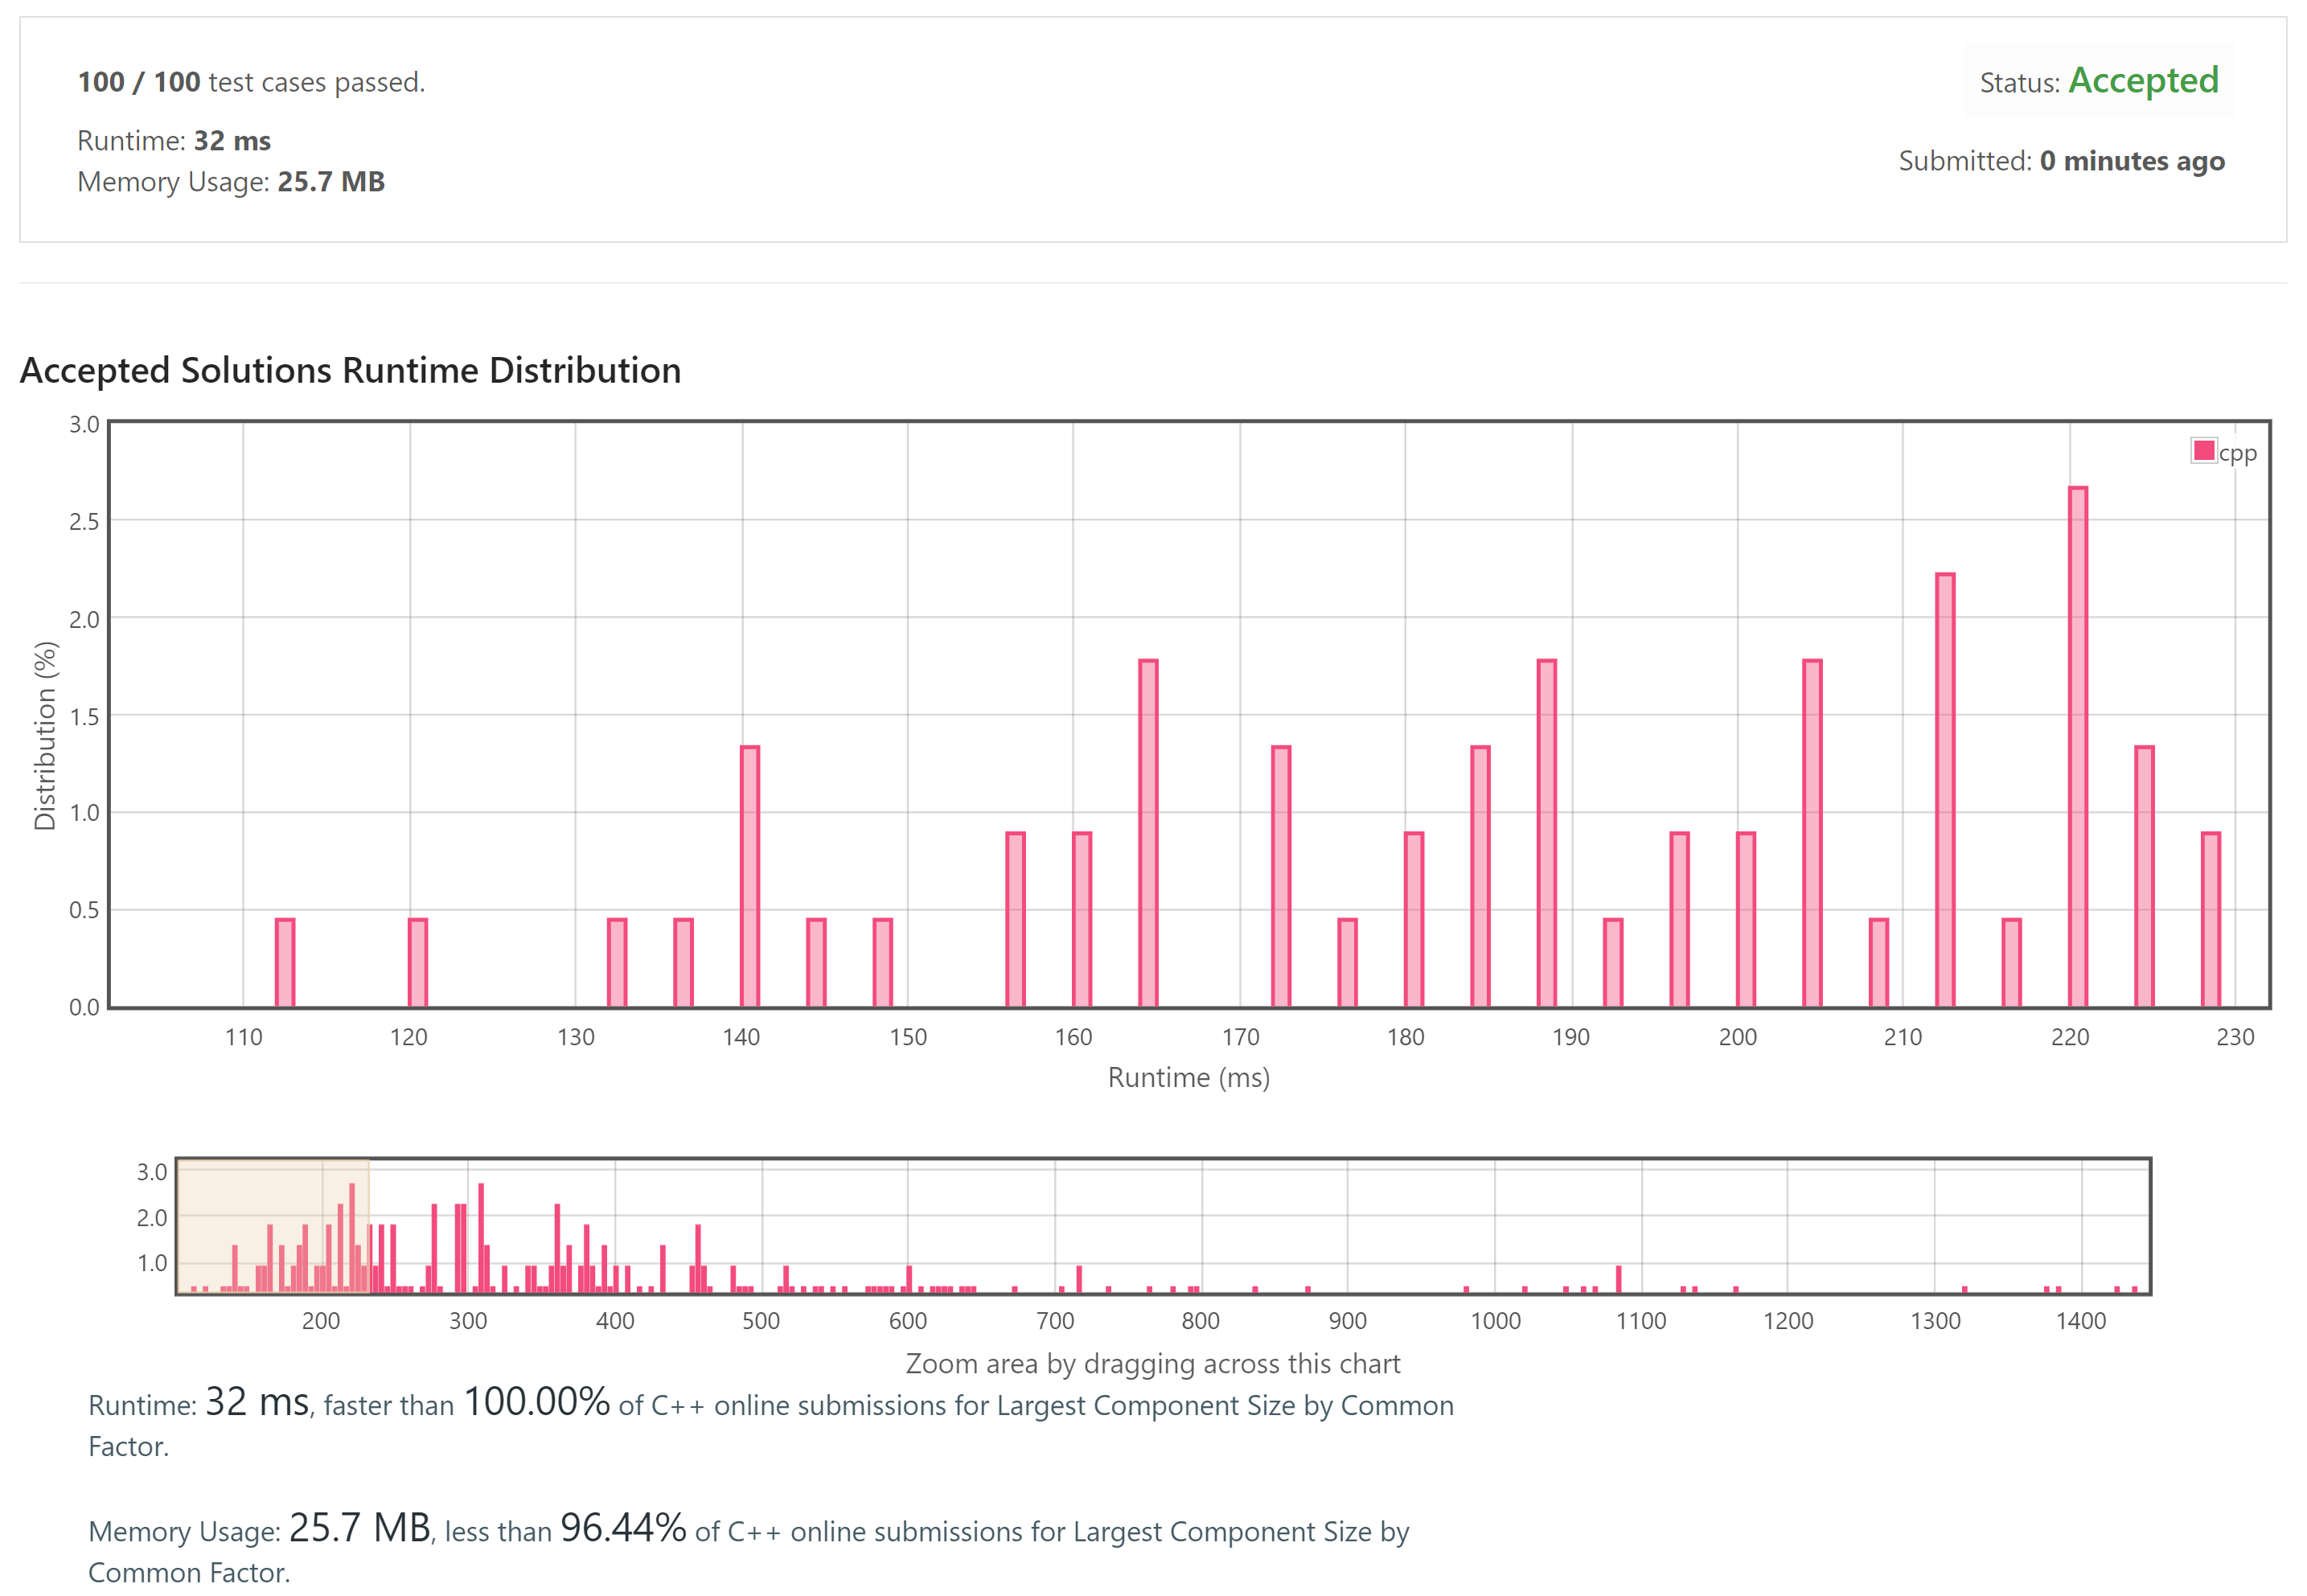 100 / 100 test cases passed.
Status: Accepted
Runtime: 32 ms
Submitted: 0 minutes ago
Memory Usage: 25.7 MB
Accepted Solutions Runtime Distribution
3.0
cpp
2.5
2.0
1.5
1.0
0.5
0.0
Distribution (%)
110 120 130 140 150 160 170 180 190 200 210 220 230
Runtime (ms)
3.0
2.0
1.0
200 300 400 500 600 700 800 900 1000 1100 1200 1300 1400
Zoom area by dragging across this chart
Runtime: 32 ms, faster than 100.00% of C++ online submissions for Largest Component Size by Common
Factor.
Memory Usage: 25.7 MB, less than 96.44% of C++ online submissions for Largest Component Size by
Common Factor.